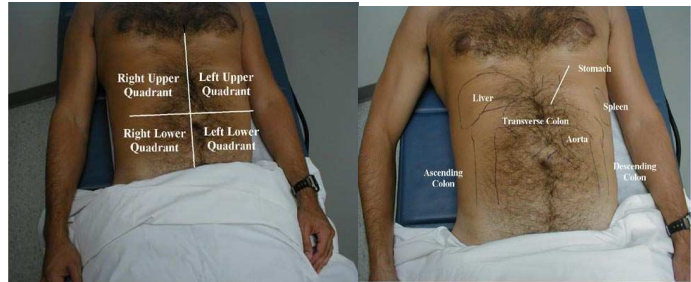 Right Upper
Quadrant
Left Upper
Quadrant
Right Lower
Quadrant
Left Lower
Quadrant
Stomach
Liver
Spleen
Transverse Colon
Aorta
Ascending
Colon
Descending
Colon